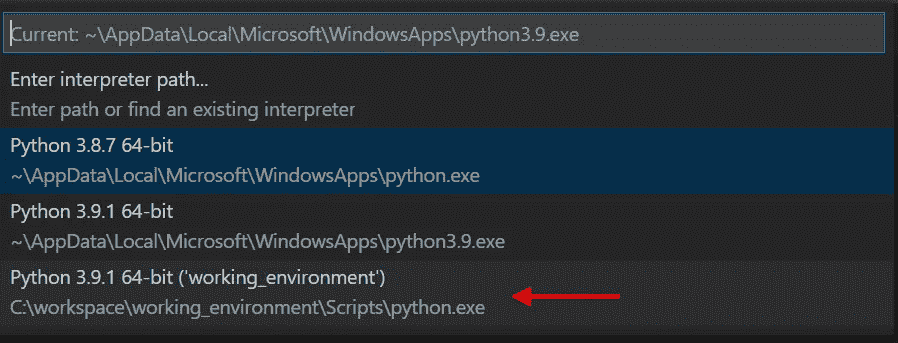 Current: ~\AppData\Local\Microsoft\WindowsApps\python3.9.exe
Enter interpreter path...
Enter path or find an existing interpreter
Python 3.8.7 64-bit
~\AppData\Local\Microsoft\WindowsApps\python.exe
Python 3.9.1 64-bit
~\AppData\Local\Microsoft\WindowsApps\python3.9.exe
Python 3.9.1 64-bit ('working_environment')
C:\workspace\working_environment\Scripts\python.exe